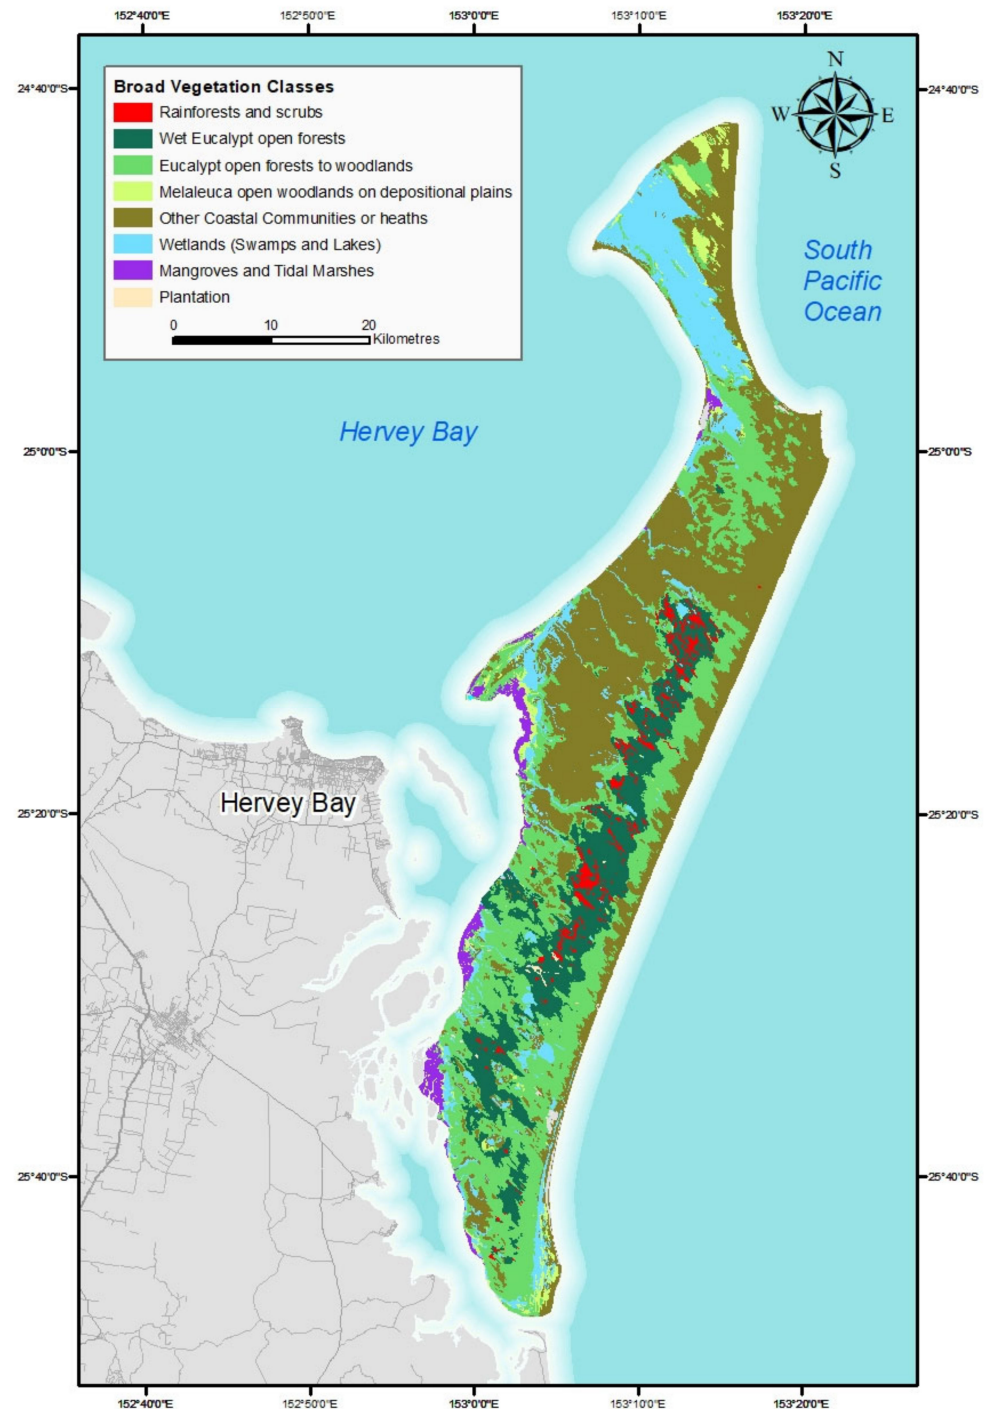 152°40'0"E 152°50'0"E 153°0'0"E 153°10'0"E 153°20'0"E
24°40'0"S
24°40'0"S
Broad Vegetation Classes
Rainforests and scrubs
Wet Eucalypt open forests
Eucalypt open forests to woodlands
Melaleuca open woodlands on depositional plains
Other Coastal Communities or heaths
Wetlands (Swamps and Lakes)
Mangroves and Tidal Marshes
Plantation
0 10 20
Kilometres
N
W E
S
South
Pacific
Ocean
Hervey Bay
25°0'0"S
25°0'0"S
Hervey Bay
25°20'0"S
25°20'0"S
25°40'0"S
25°40'0"S
152°40'0"E 152°50'0"E 153°0'0"E 153°10'0"E 153°20'0"E